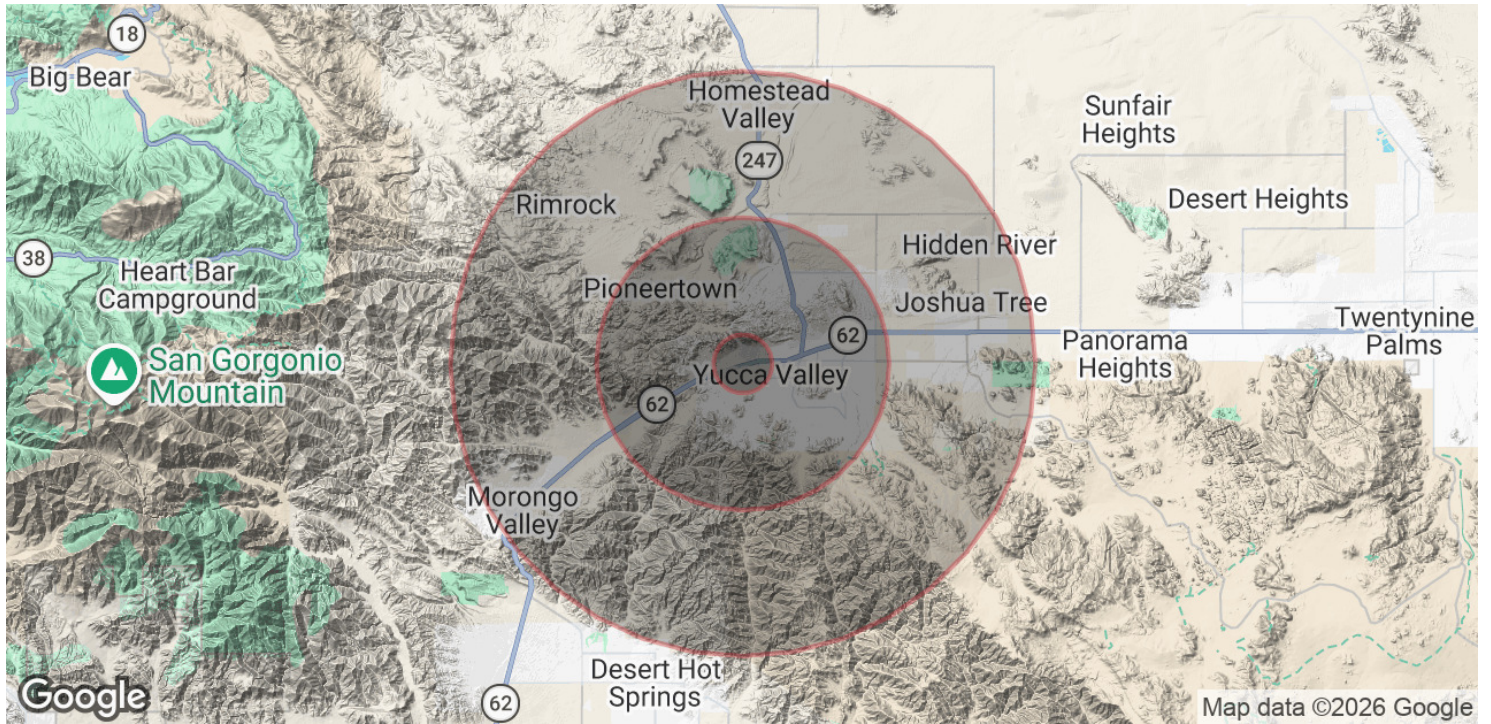 18
Big Bear
Homestead
Valley
Sunfair
Heights
247
Rimrock
Desert Heights
38
Heart Bar
Campground
Hidden River
Pioneertown
Joshua Tree
62
Twentynine
Palms
San Gorgonio
Mountain
Panorama
Heights
Yucca Valley
62
Morongo
Valley
Desert Hot
Springs
62
Google
Map data ©2026 Google